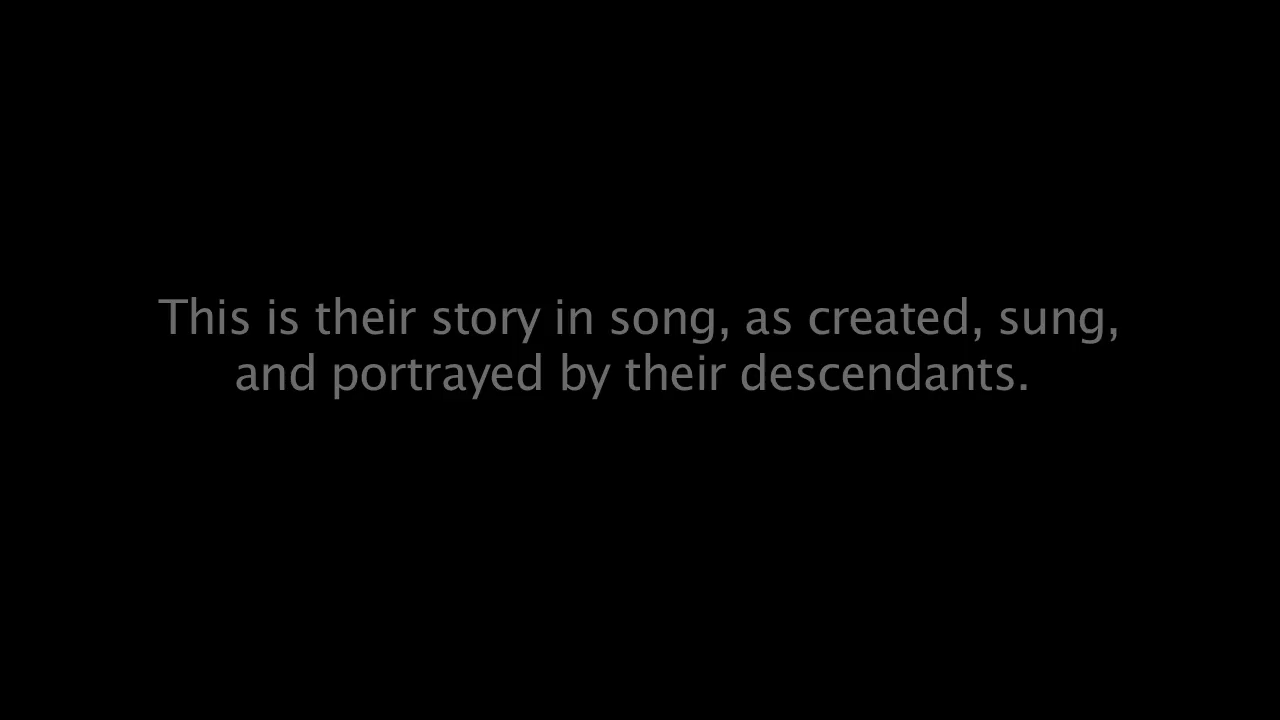 This is their story in song, as created, sung,
and portrayed by their descendants.